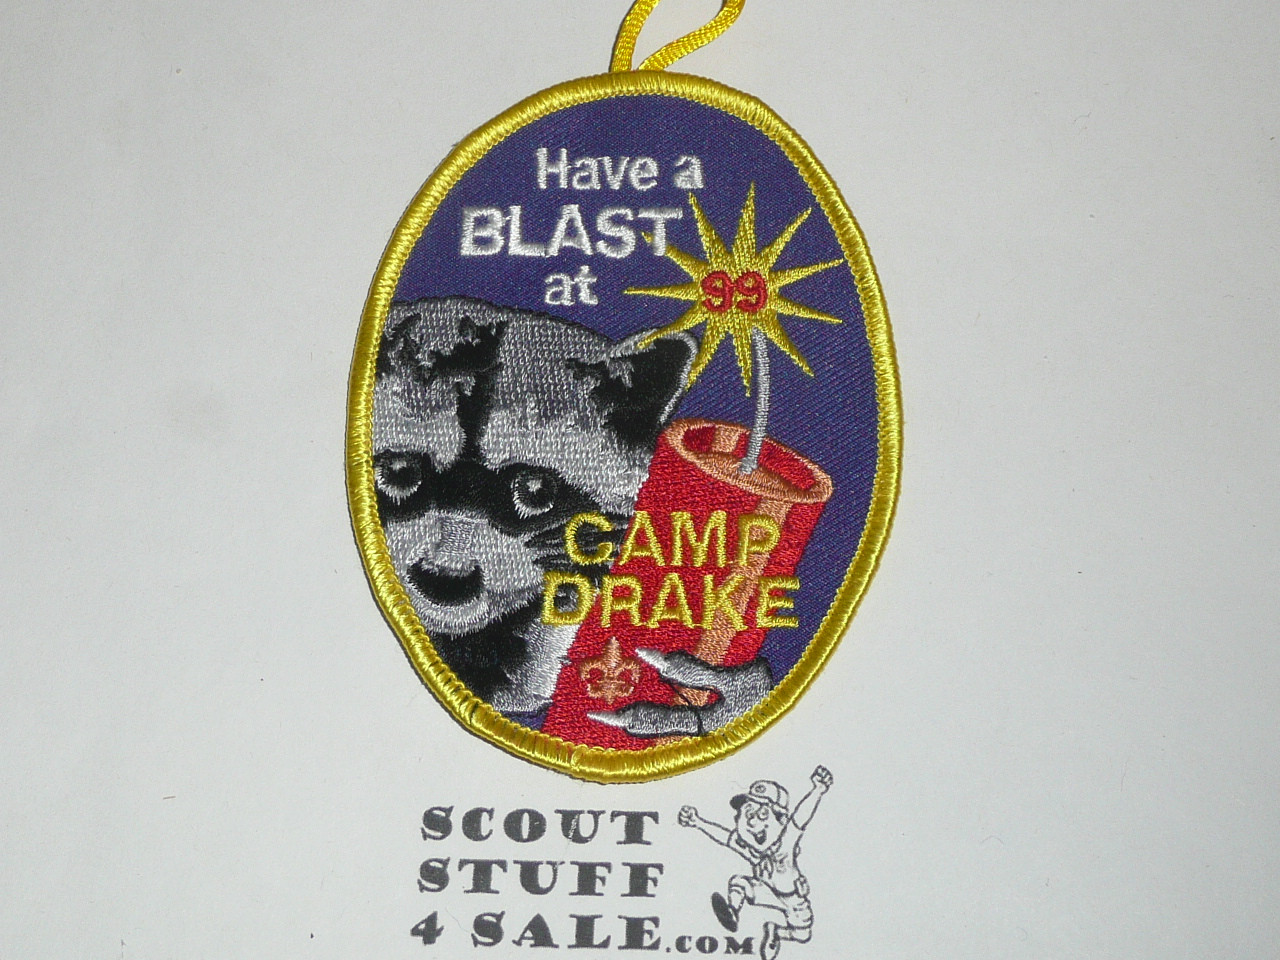 Have a
BLAST
at
99
CAMP
DRAKE
SCOUT
STUFF
4 SALE.COM